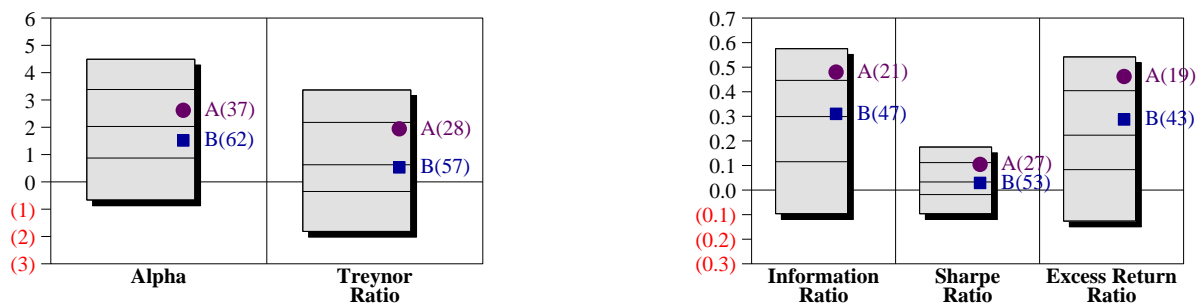 6
5
4
3
2
1
0
(1)
(2)
(3)
A(37)
B(62)
A(28)
B(57)
Alpha
Treynor
Ratio
0.7
0.6
0.5
0.4
0.3
0.2
0.1
0.0
(0.1)
(0.2)
(0.3)
A(21)
B(47)
A(27)
B(53)
A(19)
B(43)
Information
Ratio
Sharpe
Ratio
Excess Return
Ratio